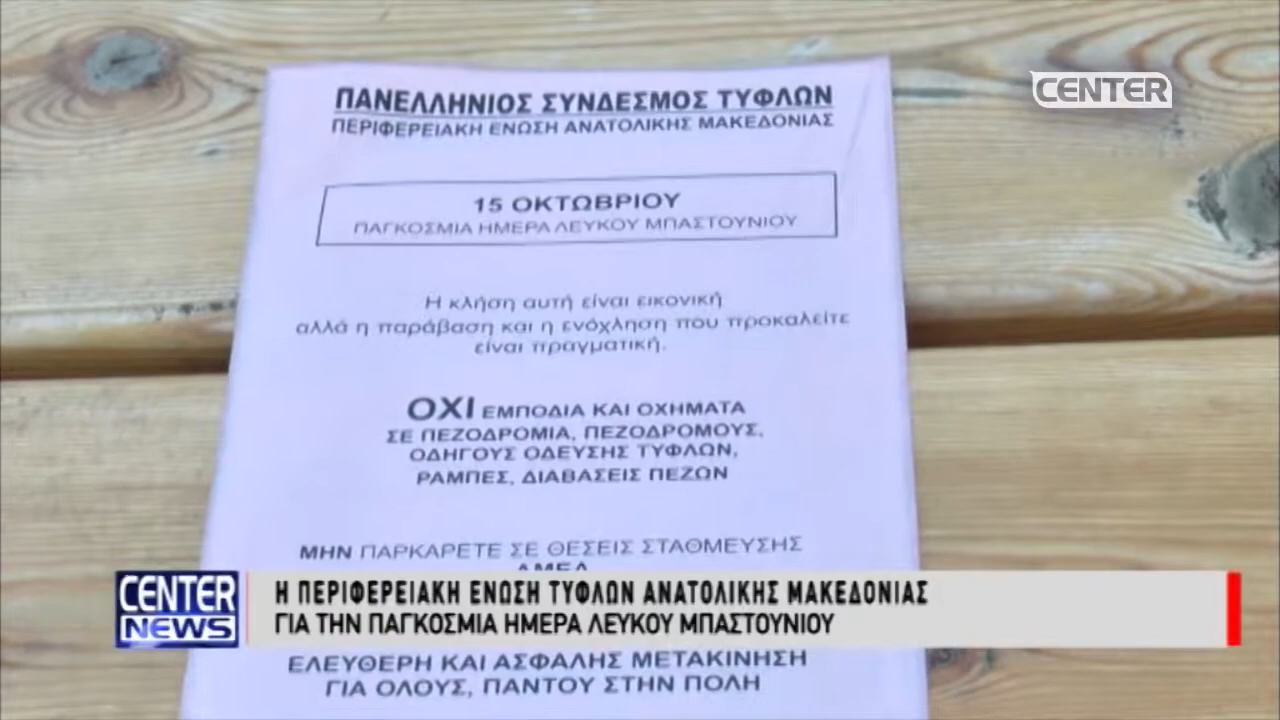 CENTER
ΠΑΝΕΛΛΗΝΙΟΣ ΣΥΝΔΕΣΜΟΣ ΤΥΦΛΩΝ
ΠΕΡΙΦΕΡΕΙΑΚΗ ΕΝΩΣΗ ΑΝΑΤΟΛΙΚΗΣ ΜΑΚΕΔΟΝΙΑΣ
15 ΟΚΤΩΒΡΙΟΥ
ΠΑΓΚΟΣΜΙΑ ΗΜΕΡΑ ΛΕΥΚΟΥ ΜΠΑΣΤΟΥΝΙΟΥ
Η κλήση αυτή είναι εικονική
αλλά η παράβαση και η ενόχληση που προκαλείτε
είναι πραγματική.
ΟΧΙ ΕΜΠΟΔΙΑ ΚΑΙ ΟΧΗΜΑΤΑ
ΣΕ ΠΕΖΟΔΡΟΜΙΑ, ΠΕΖΟΔΡΟΜΟΥΣ,
ΟΔΗΓΟΥΣ ΟΔΕΥΣΗΣ ΤΥΦΛΩΝ,
ΡΑΜΠΕΣ, ΔΙΑΒΑΣΕΙΣ ΠΕΖΩΝ
ΜΗΝ ΠΑΡΚΑΡΕΤΕ ΣΕ ΘΕΣΕΙΣ ΣΤΑΘΜΕΥΣΗΣ
ΑΜΕΑ
CENTER
NEWS
Η ΠΕΡΙΦΕΡΕΙΑΚΗ ΕΝΩΣΗ ΤΥΦΛΩΝ ΑΝΑΤΟΛΙΚΗΣ ΜΑΚΕΔΟΝΙΑΣ
ΓΙΑ ΤΗΝ ΠΑΓΚΟΣΜΙΑ ΗΜΕΡΑ ΛΕΥΚΟΥ ΜΠΑΣΤΟΥΝΙΟΥ
ΕΛΕΥΘΕΡΗ ΚΑΙ ΑΣΦΑΛΗΣ ΜΕΤΑΚΙΝΗΣΗ
ΓΙΑ ΟΛΟΥΣ, ΠΑΝΤΟΥ ΣΤΗΝ ΠΟΛΗ